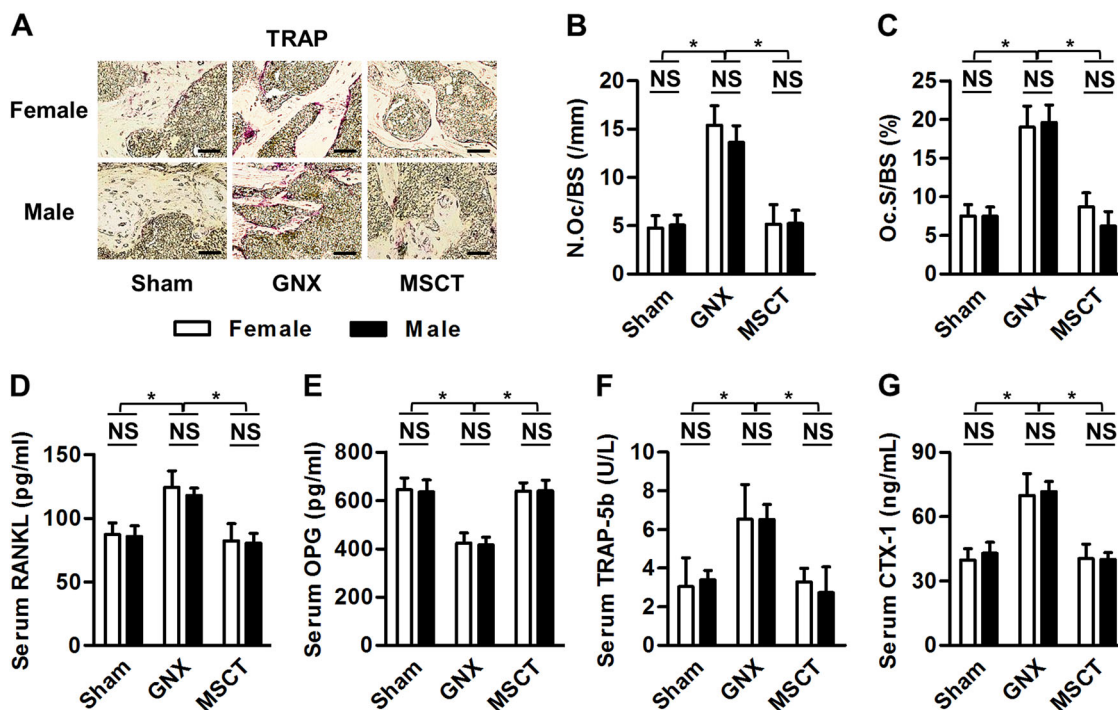 A
TRAP
Female
Male
Sham GNX MSCT
Female Male
B
* *
NS NS NS
N.Oc/BS (/mm)
20
15
10
5
0
Sham GNX MSCT
C
* *
NS NS NS
Oc.S/BS (%)
25
20
15
10
5
0
Sham GNX MSCT
D
* *
NS NS NS
Serum RANKL (pg/ml)
150
100
50
0
Sham GNX MSCT
E
* *
NS NS NS
Serum OPG (pg/ml)
800
600
400
200
0
Sham GNX MSCT
F
* *
NS NS NS
Serum TRAP-5b (U/L)
10
8
6
4
2
0
Sham GNX MSCT
G
* *
NS NS NS
Serum CTX-1 (ng/mL)
90
60
30
0
Sham GNX MSCT